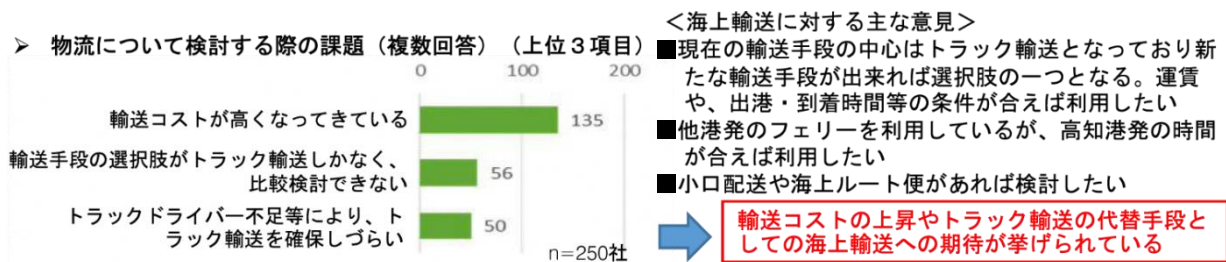 ➢ 物流について検討する際の課題（複数回答）（上位３項目）
0 100 200
輸送コストが高くなってきている 135
輸送手段の選択肢がトラック輸送しかなく、
比較検討できない 56
トラックドライバー不足等により、ト
ラック輸送を確保しづらい 50
n=250社
＜海上輸送に対する主な意見＞
■現在の輸送手段の中心はトラック輸送となっており新
たな輸送手段が出来れば選択肢の一つとなる。運賃
や、出港・到着時間等の条件が合えば利用したい
■他港発のフェリーを利用しているが、高知港発の時間
が合えば利用したい
■小口配送や海上ルート便があれば検討したい
輸送コストの上昇やトラック輸送の代替手段と
しての海上輸送への期待が挙げられている